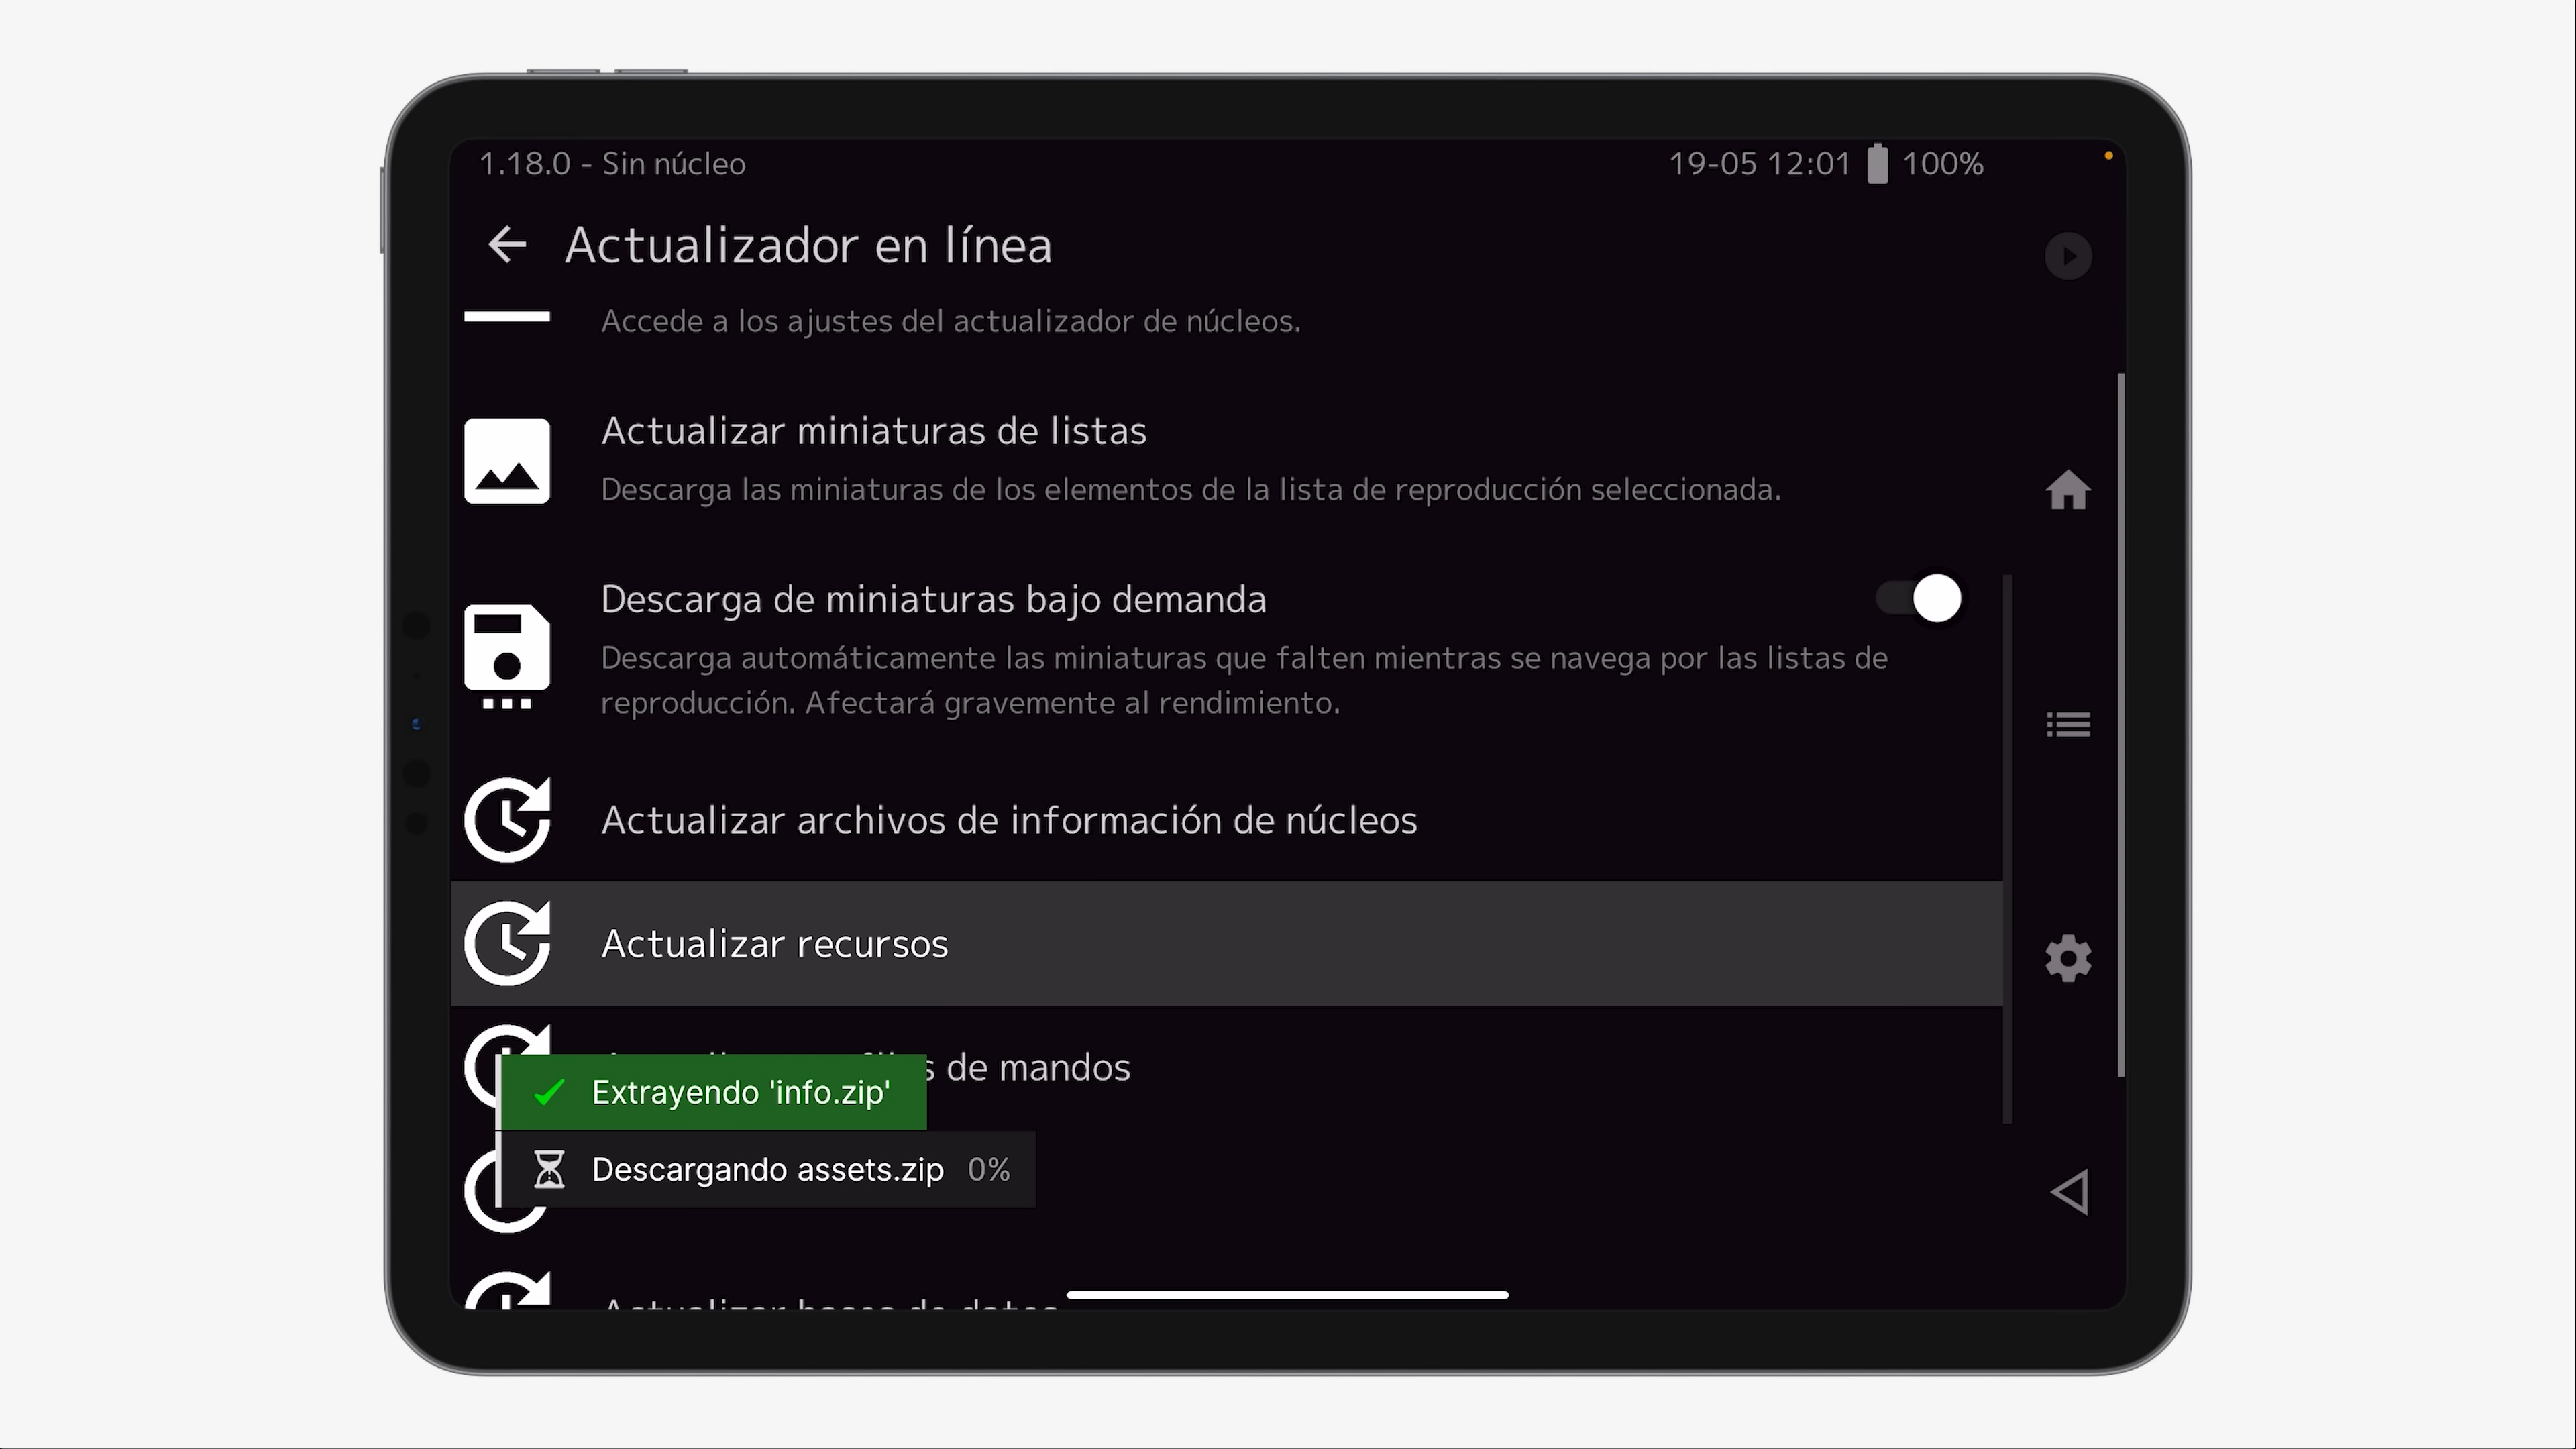 1.18.0 - Sin núcleo
19-05 12:01 100%
Actualizador en línea
Accede a los ajustes del actualizador de núcleos.
Actualizar miniaturas de listas
Descarga las miniaturas de los elementos de la lista de reproducción seleccionada.
Descarga de miniaturas bajo demanda
Descarga automáticamente las miniaturas que falten mientras se navega por las listas de
reproducción. Afectará gravemente al rendimiento.
Actualizar archivos de información de núcleos
Actualizar recursos
de mandos
Extrayendo 'info.zip'
Descargando assets.zip 0%
Actualizar bases de datos